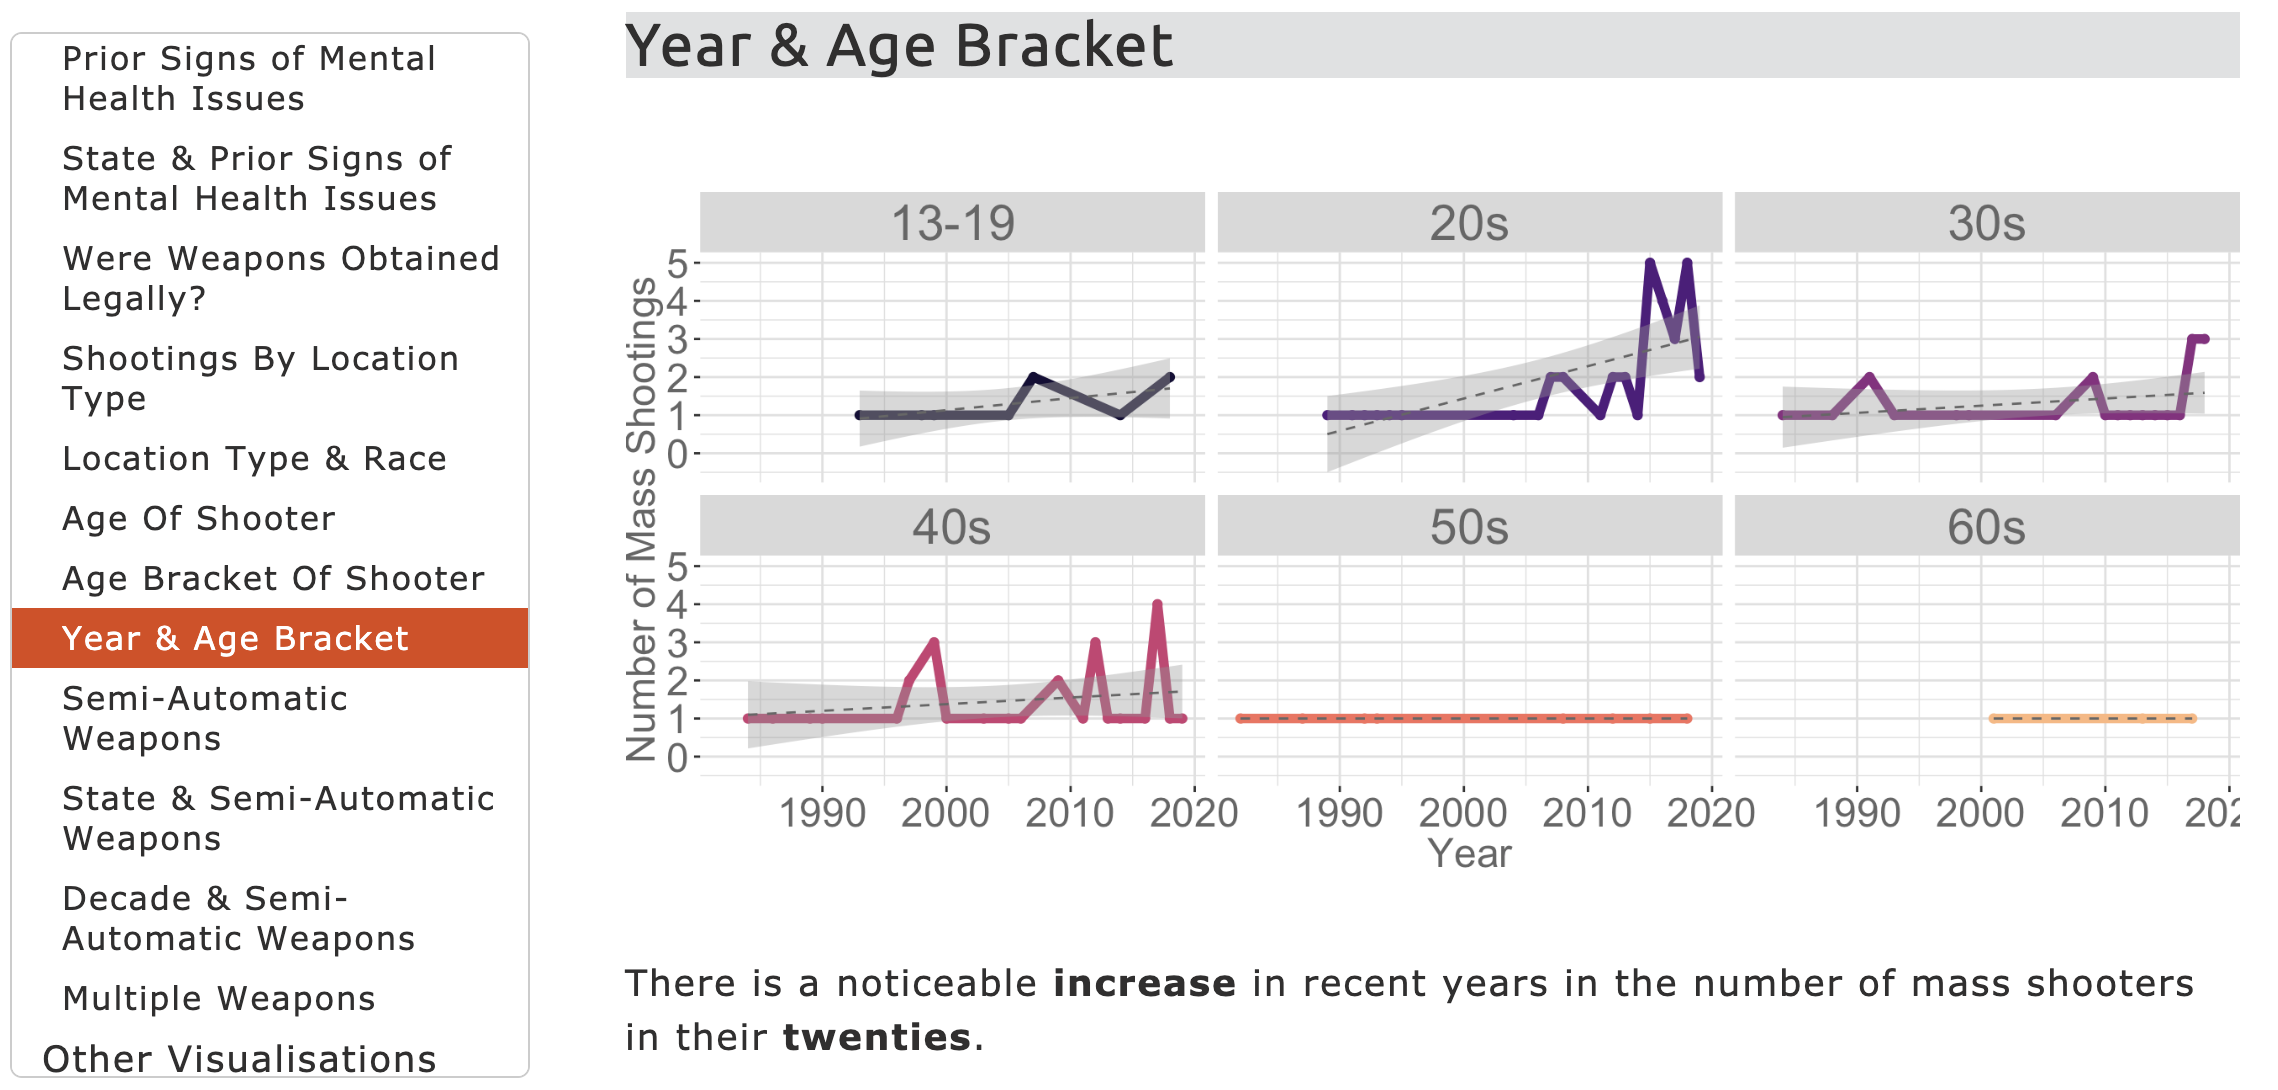 Prior Signs of Mental
Health Issues
State & Prior Signs of
Mental Health Issues
Were Weapons Obtained
Legally?
Shootings By Location
Type
Location Type & Race
Age Of Shooter
Age Bracket Of Shooter
Year & Age Bracket
Semi-Automatic
Weapons
State & Semi-Automatic
Weapons
Decade & Semi-
Automatic Weapons
Multiple Weapons
Other Visualisations
Year & Age Bracket
Number of Mass Shootings
13-19 20s 30s
5
4
3
2
1
0
40s 50s 60s
5
4
3
2
1
0
1990 2000 2010 2020 1990 2000 2010 2020 1990 2000 2010 202
Year
There is a noticeable increase in recent years in the number of mass shooters
in their twenties.